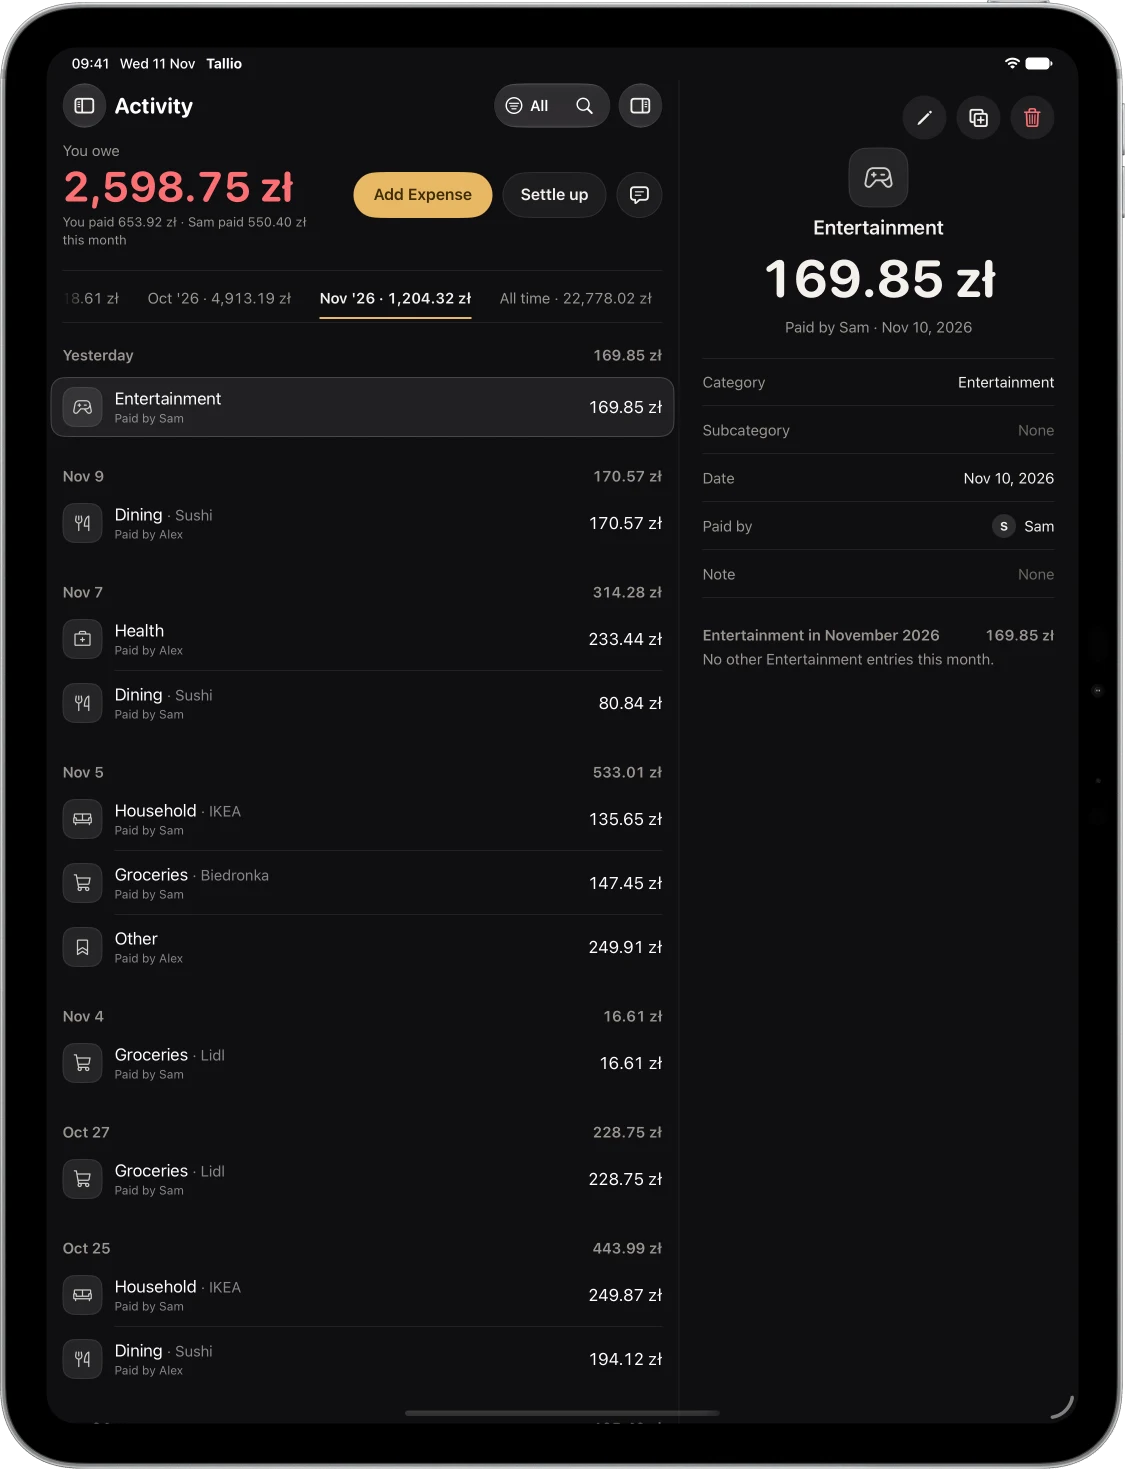 09:41 Wed 11 Nov Tallio
Activity
All
You owe
2,598.75 zł
You paid 653.92 zł · Sam paid 550.40 zł
this month
Add Expense
Settle up
18.61 zł
Oct '26 · 4,913.19 zł
Nov '26 · 1,204.32 zł
All time · 22,778.02 zł
Yesterday
169.85 zł
Entertainment
Paid by Sam
169.85 zł
Nov 9
170.57 zł
Dining · Sushi
Paid by Alex
170.57 zł
Nov 7
314.28 zł
Health
Paid by Alex
233.44 zł
Dining · Sushi
Paid by Sam
80.84 zł
Nov 5
533.01 zł
Household · IKEA
Paid by Sam
135.65 zł
Groceries · Biedronka
Paid by Sam
147.45 zł
Other
Paid by Alex
249.91 zł
Nov 4
16.61 zł
Groceries · Lidl
Paid by Sam
16.61 zł
Oct 27
228.75 zł
Groceries · Lidl
Paid by Sam
228.75 zł
Oct 25
443.99 zł
Household · IKEA
Paid by Sam
249.87 zł
Dining · Sushi
Paid by Alex
194.12 zł
Entertainment
169.85 zł
Paid by Sam · Nov 10, 2026
Category
Entertainment
Subcategory
None
Date
Nov 10, 2026
Paid by
S Sam
Note
None
Entertainment in November 2026
169.85 zł
No other Entertainment entries this month.